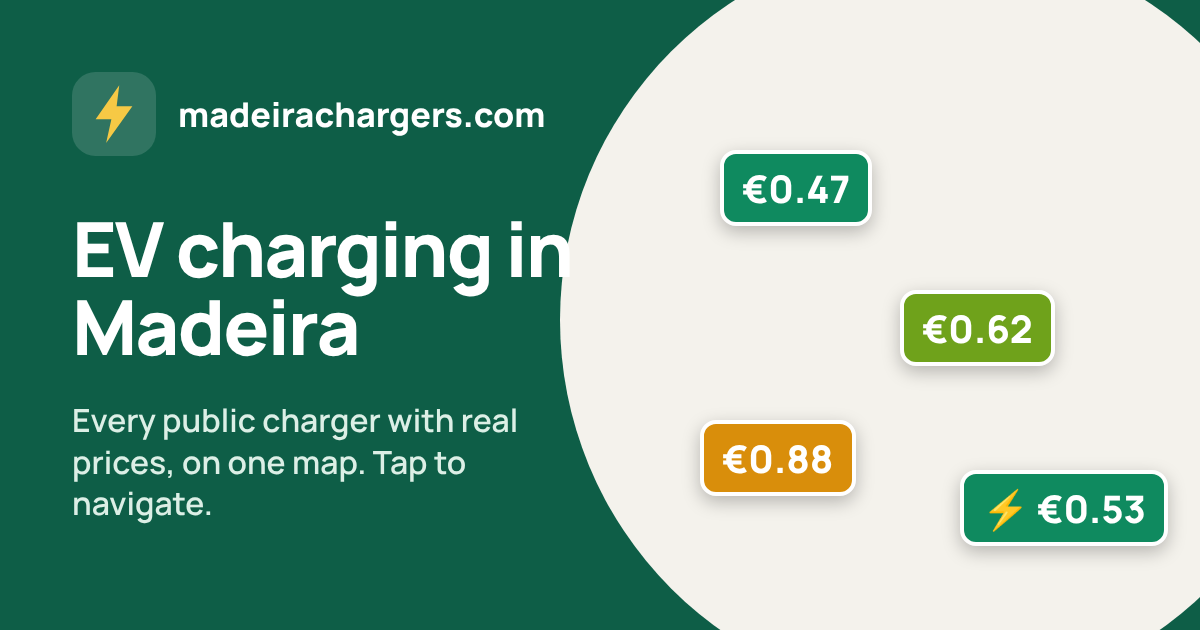 madeirachargers.com
EV charging in
Madeira
Every public charger with real
prices, on one map. Tap to
navigate.
€0.47
€0.62
€0.88
⚡ €0.53